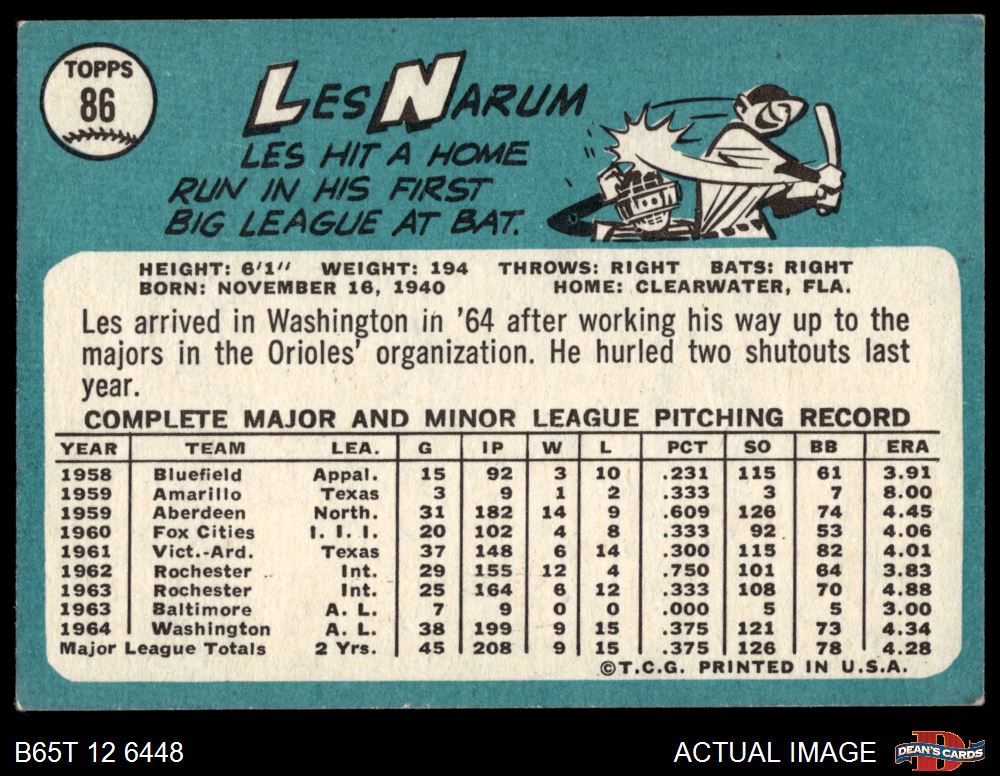 TOPPS
86
LES NARUM
LES HIT A HOME
RUN IN HIS FIRST
BIG LEAGUE AT BAT.
HEIGHT: 6'1" WEIGHT: 194 THROWS: RIGHT BATS: RIGHT
BORN: NOVEMBER 16, 1940 HOME: CLEARWATER, FLA.
Les arrived in Washington in '64 after working his way up to the
majors in the Orioles' organization. He hurled two shutouts last
year.
COMPLETE MAJOR AND MINOR LEAGUE PITCHING RECORD
YEAR TEAM LEA. G IP W L PCT SO BB ERA
1958 Bluefield Appal. 15 92 3 10 .231 115 61 3.91
1959 Amarillo Texas 3 9 1 2 .333 3 7 8.00
1959 Aberdeen North. 31 182 14 9 .609 126 74 4.45
1960 Fox Cities I. I. I. 20 102 4 8 .333 92 53 4.06
1961 Vict.-Ard. Texas 37 148 6 14 .300 115 82 4.01
1962 Rochester Int. 29 155 12 4 .750 101 64 3.83
1963 Rochester Int. 25 164 6 12 .333 108 70 4.88
1963 Baltimore A. L. 7 9 0 0 .000 5 5 3.00
1964 Washington A. L. 38 199 9 15 .375 121 73 4.34
Major League Totals 2 Yrs. 45 208 9 15 .375 126 78 4.28
©T.C.G. PRINTED IN U.S.A.
B65T 12 6448
ACTUAL IMAGE
DEAN'S CARDS